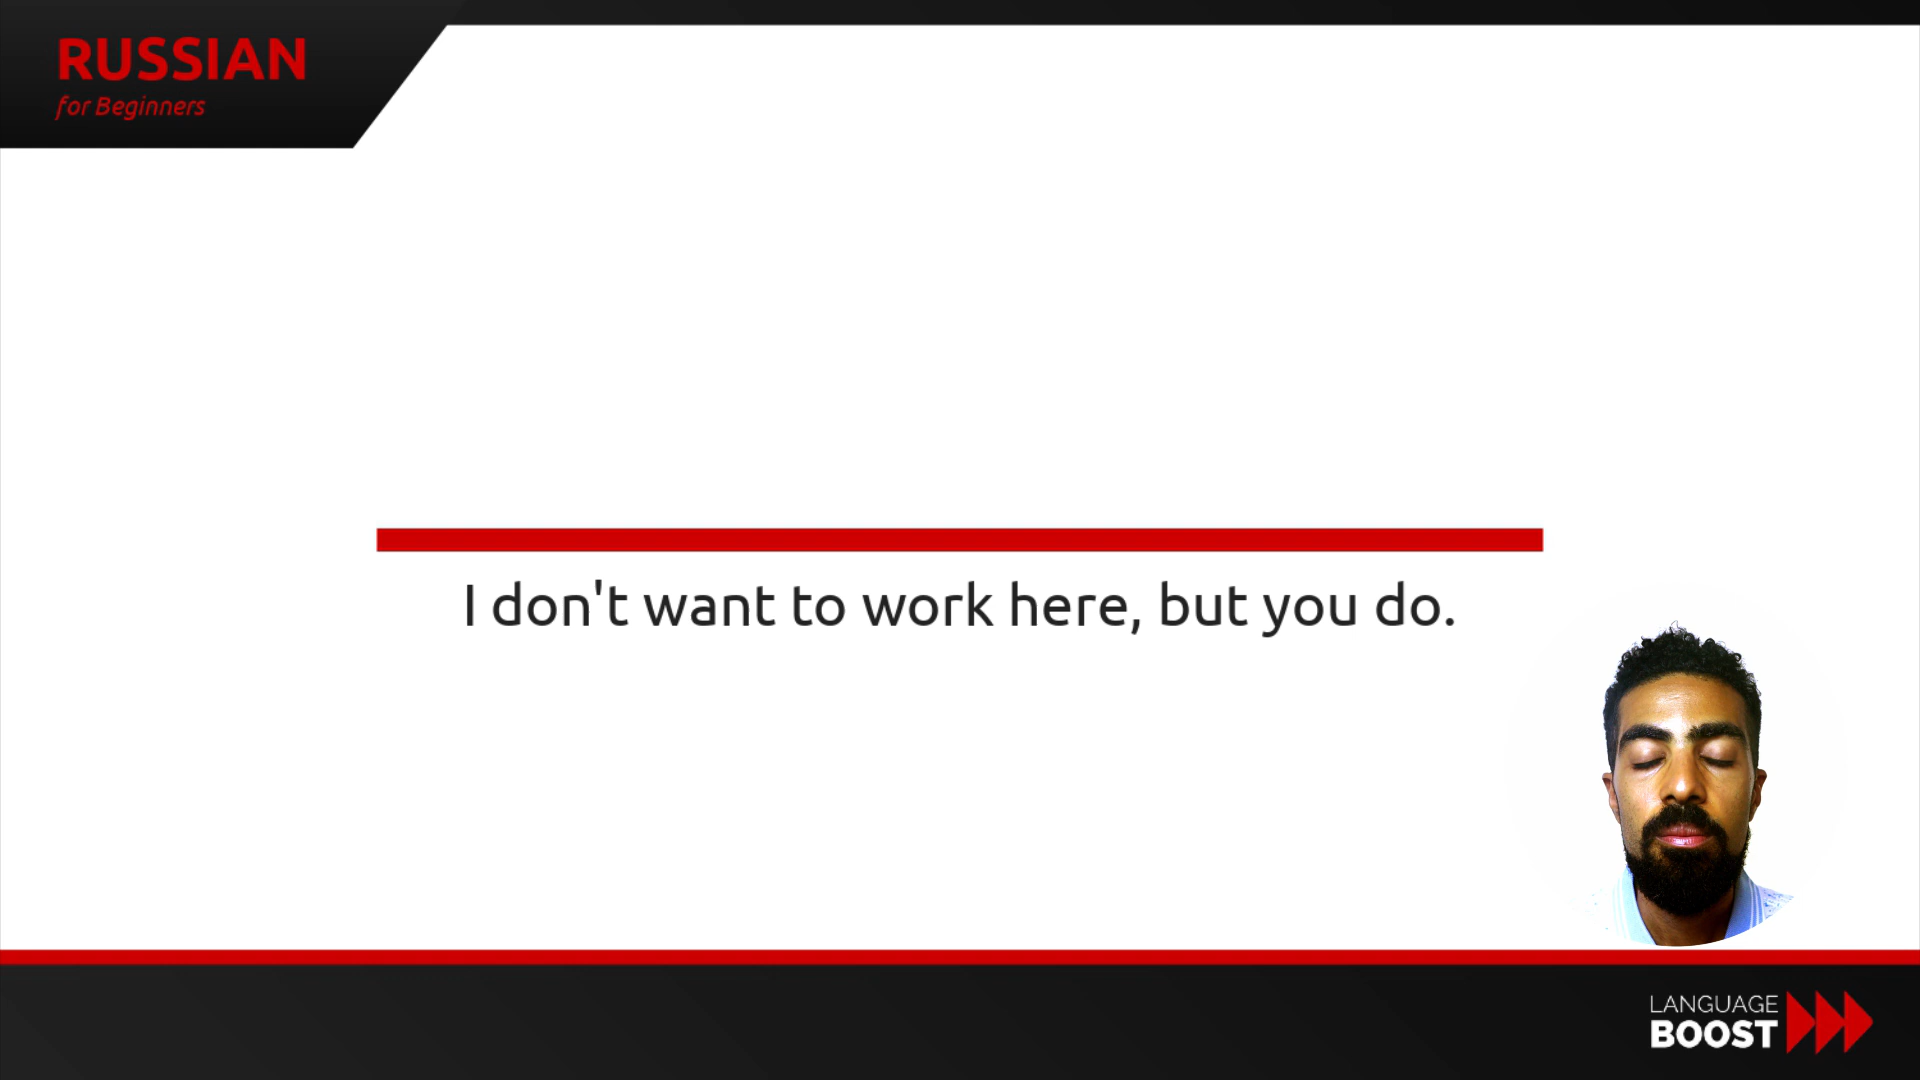 RUSSIAN
for Beginners
I don't want to work here, but you do.
LANGUAGE
BOOST